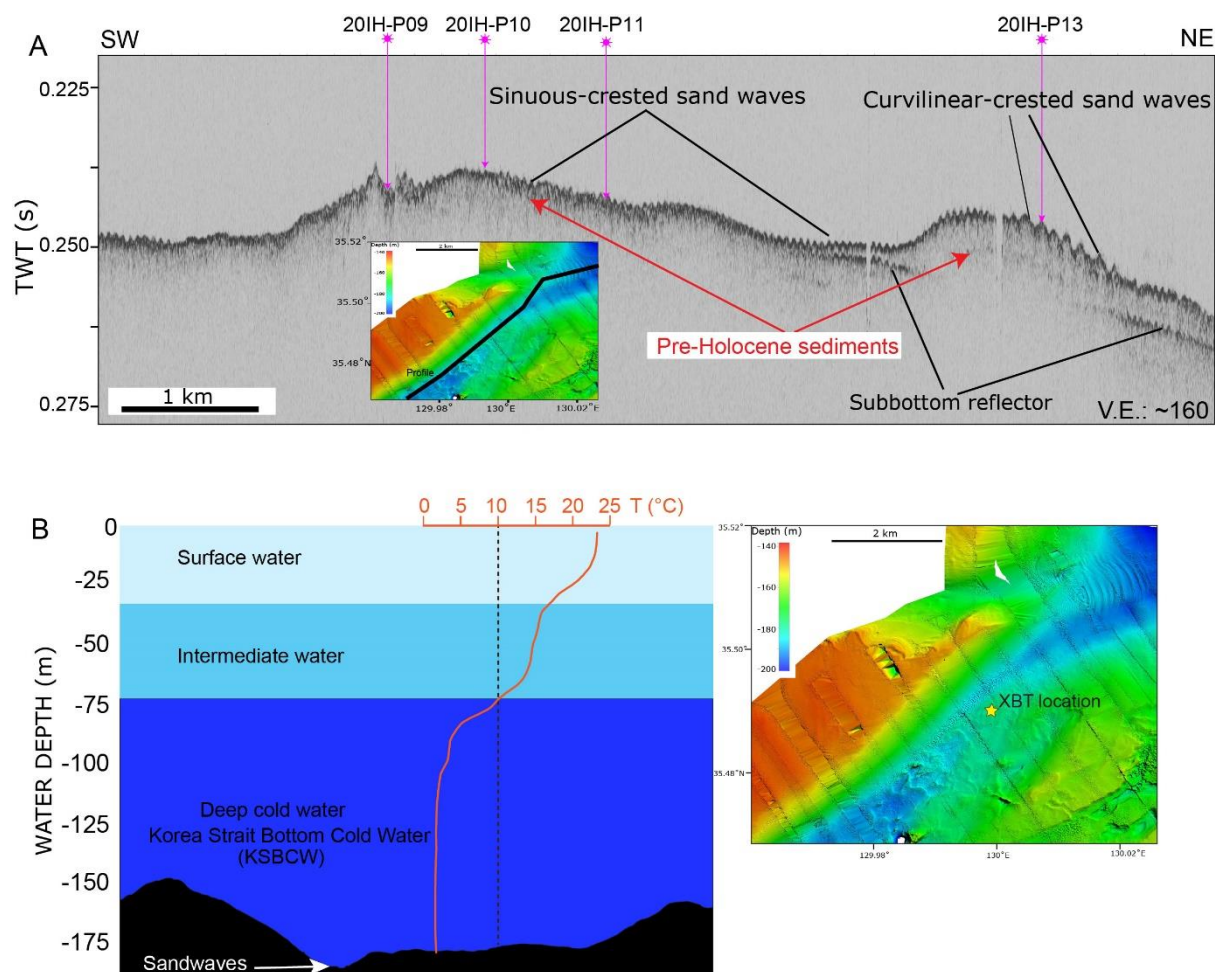 A
SW
20IH-P09
20IH-P10
20IH-P11
20IH-P13
NE
0.225
0.250
0.275
TWT (s)
Sinuous-crested sand waves
Curvilinear-crested sand waves
Pre-Holocene sediments
Subbottom reflector
V.E.: ~160
1 km
Depth (m)
-140
-160
-180
-200
2 km
35.52°
35.50°
35.48°N
Profile
129.98°
130°E
130.02°
B
0 5 10 15 20 25 T (°C)
0
-25
-50
-75
-100
-125
-150
-175
WATER DEPTH (m)
Surface water
Intermediate water
Deep cold water
Korea Strait Bottom Cold Water
(KSBCW)
Sandwaves
Depth (m)
-140
-160
-180
-200
2 km
35.52°
35.50°
35.48°N
XBT location
129.98°
130°E
130.02°